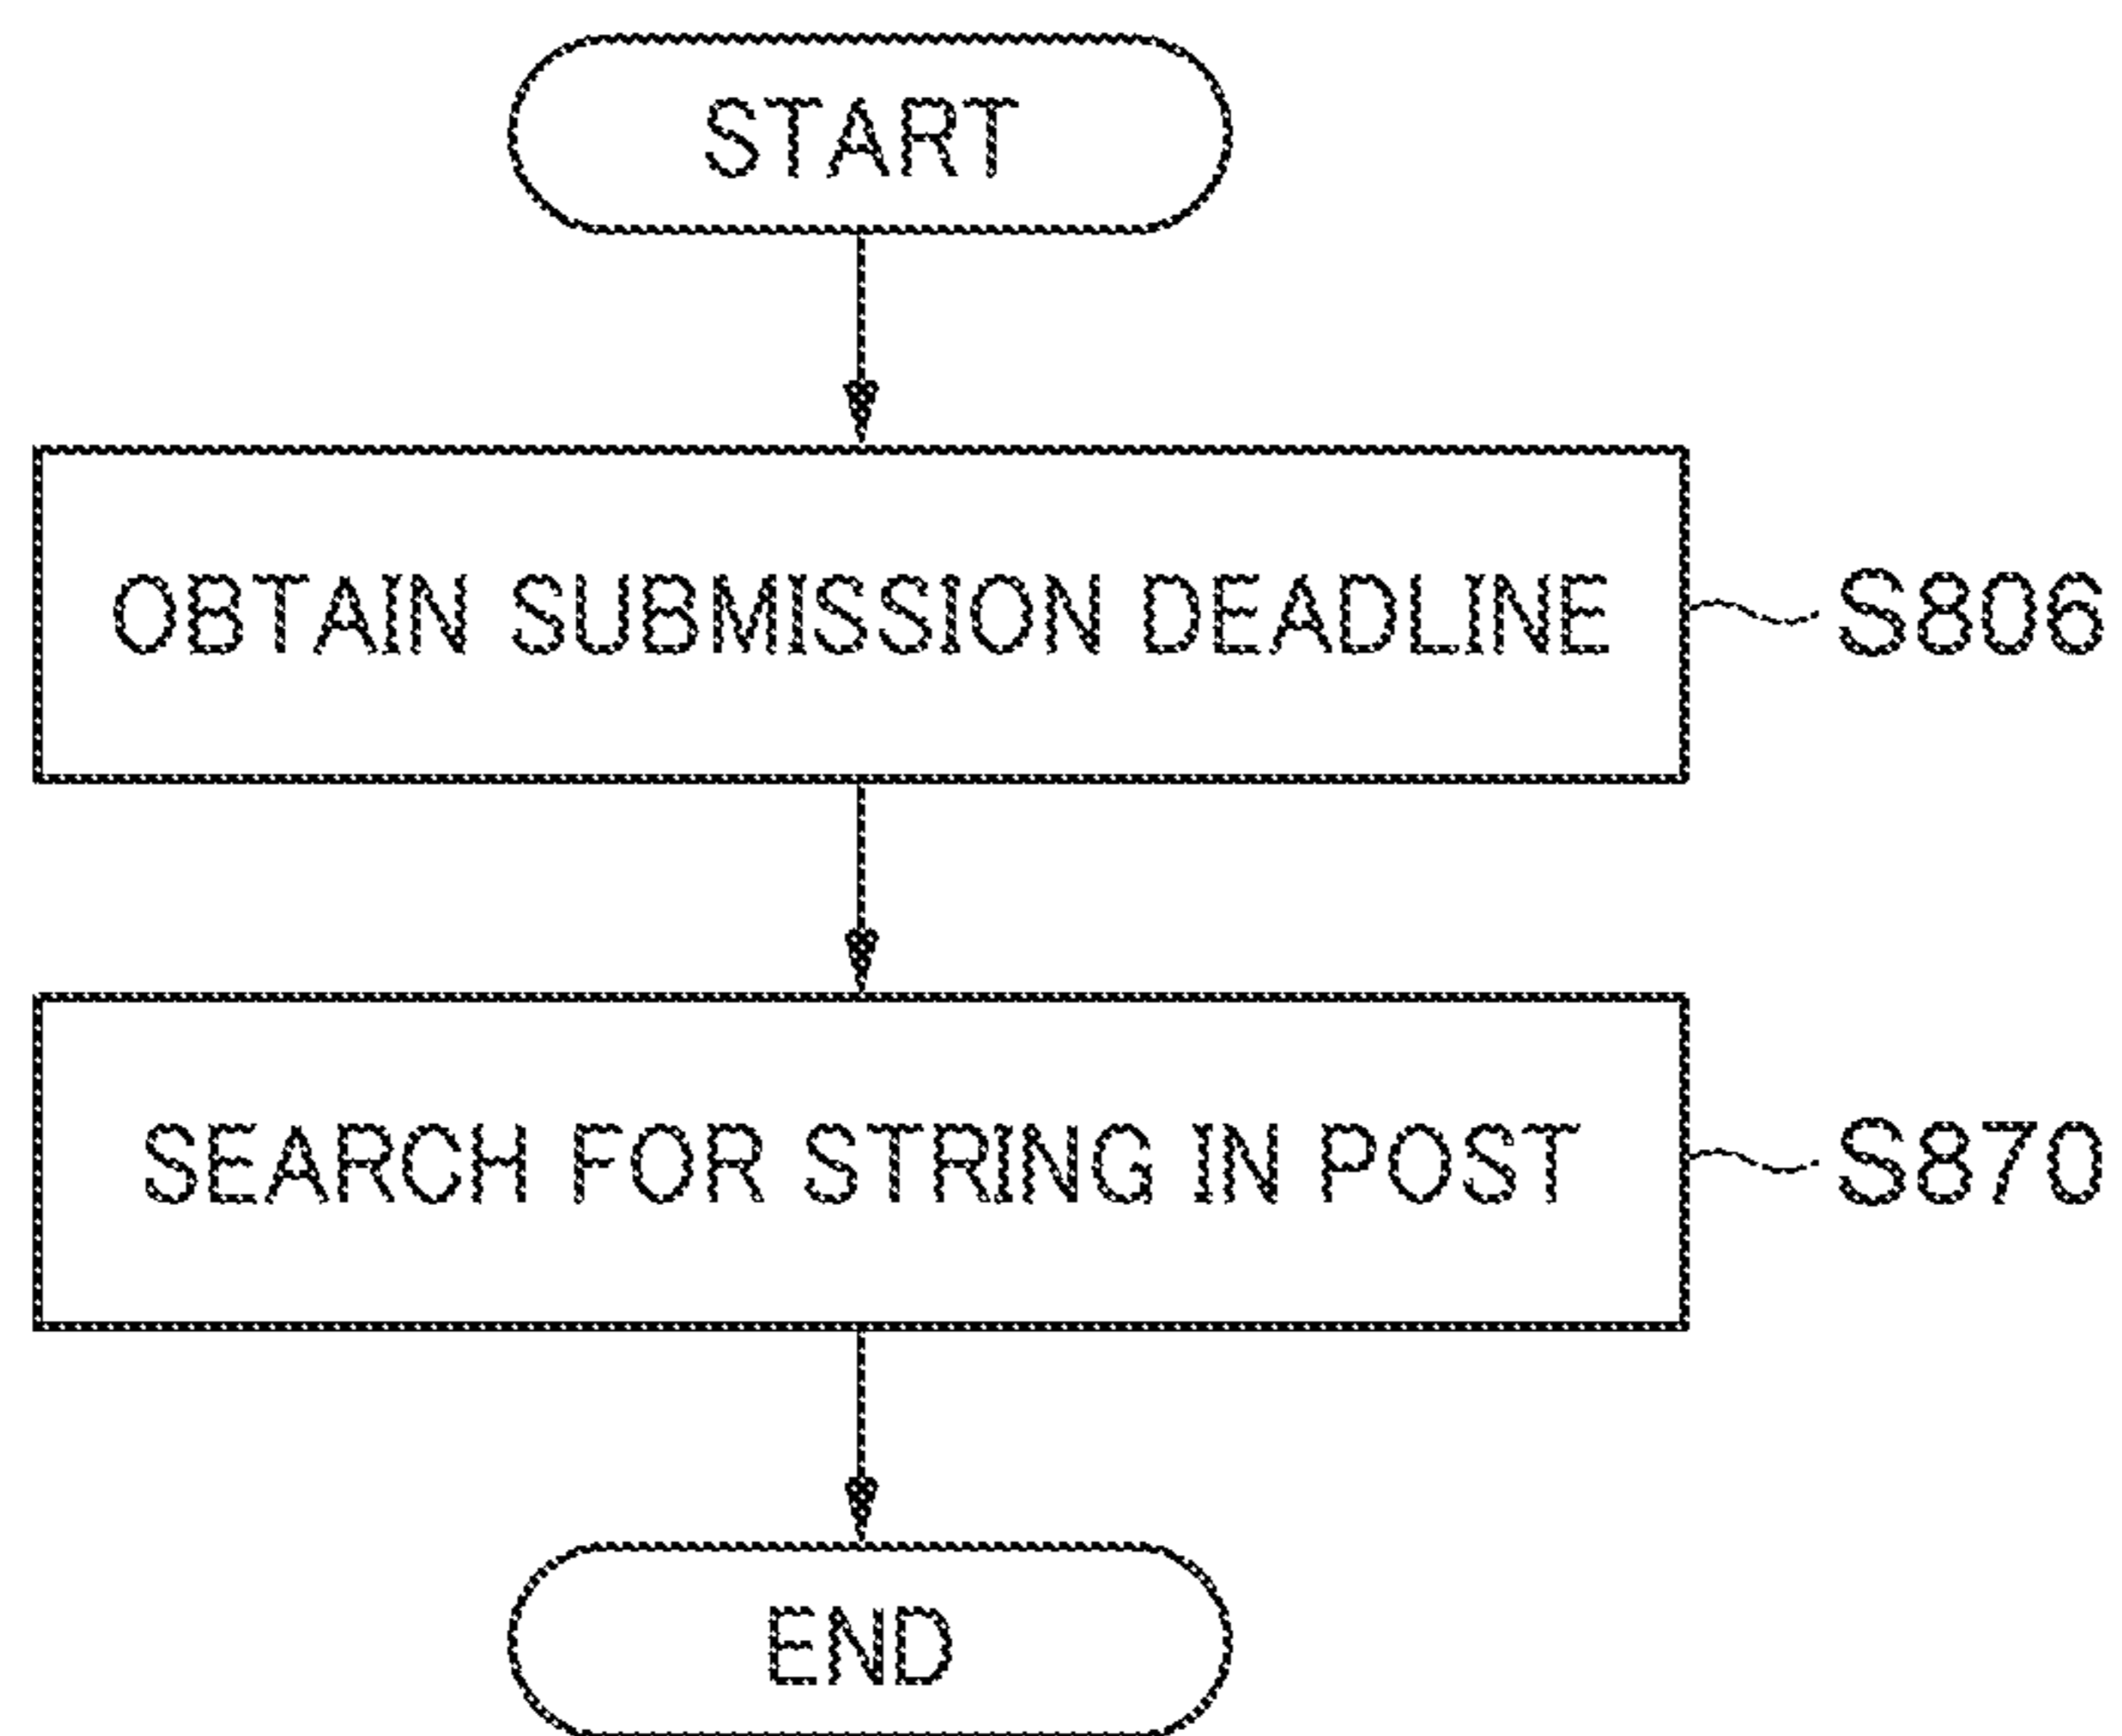 START
OBTAIN SUBMISSION DEADLINE
S806
SEARCH FOR STRING IN POST
S870
END